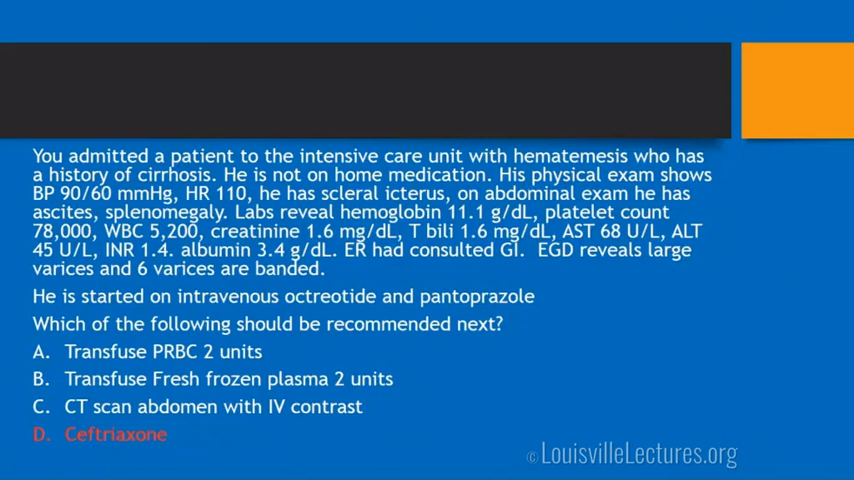 You admitted a patient to the intensive care unit with hematemesis who has
a history of cirrhosis. He is not on home medication. His physical exam shows
BP 90/60 mmHg, HR 110, he has scleral icterus, on abdominal exam he has
ascites, splenomegaly. Labs reveal hemoglobin 11.1 g/dL, platelet count
78,000, WBC 5,200, creatinine 1.6 mg/dL, T bili 1.6 mg/dL, AST 68 U/L, ALT
45 U/L, INR 1.4. albumin 3.4 g/dL. ER had consulted GI. EGD reveals large
varices and 6 varices are banded.
He is started on intravenous octreotide and pantoprazole
Which of the following should be recommended next?
A. Transfuse PRBC 2 units
B. Transfuse Fresh frozen plasma 2 units
C. CT scan abdomen with IV contrast
D. Ceftriaxone
© LouisvilleLectures.org